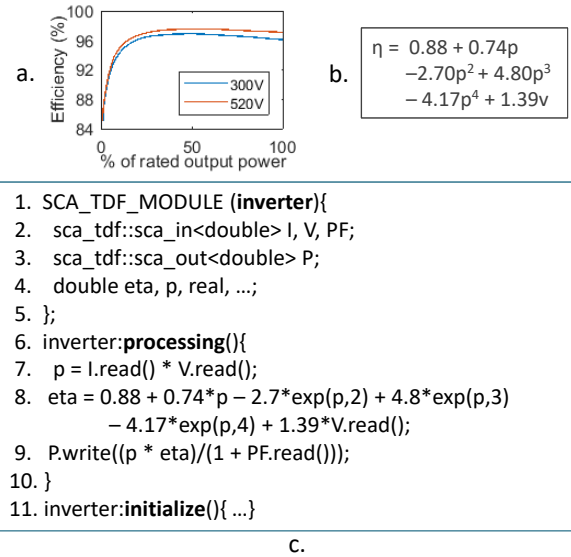 a.
Efficiency (%)
100
96
92
88
84
300V
520V
0
50
100
% of rated output power
b.
η = 0.88 + 0.74p
–2.70p² + 4.80p³
– 4.17p⁴ + 1.39v
1. SCA_TDF_MODULE (inverter){
2. sca_tdf::sca_in<double> I, V, PF;
3. sca_tdf::sca_out<double> P;
4. double eta, p, real, …;
5. };
6. inverter:processing(){
7. p = I.read() * V.read();
8. eta = 0.88 + 0.74*p – 2.7*exp(p,2) + 4.8*exp(p,3)
– 4.17*exp(p,4) + 1.39*V.read();
9. P.write((p * eta)/(1 + PF.read()));
10. }
11. inverter:initialize(){ …}
c.